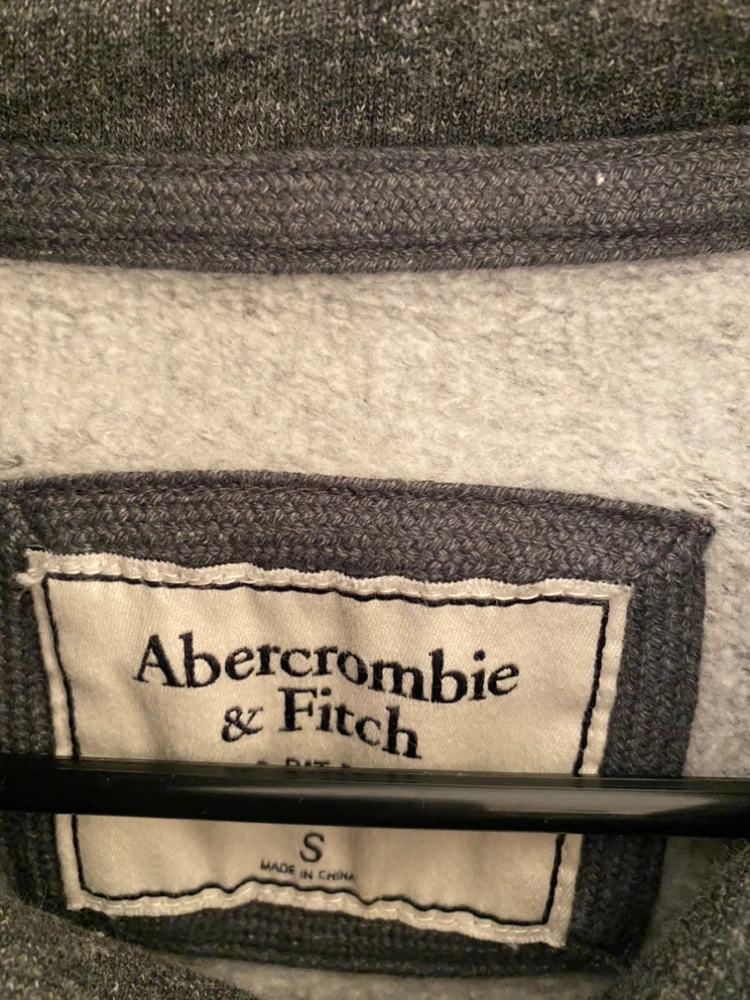 Abercrombie
& Fitch
S
MADE IN CHINA